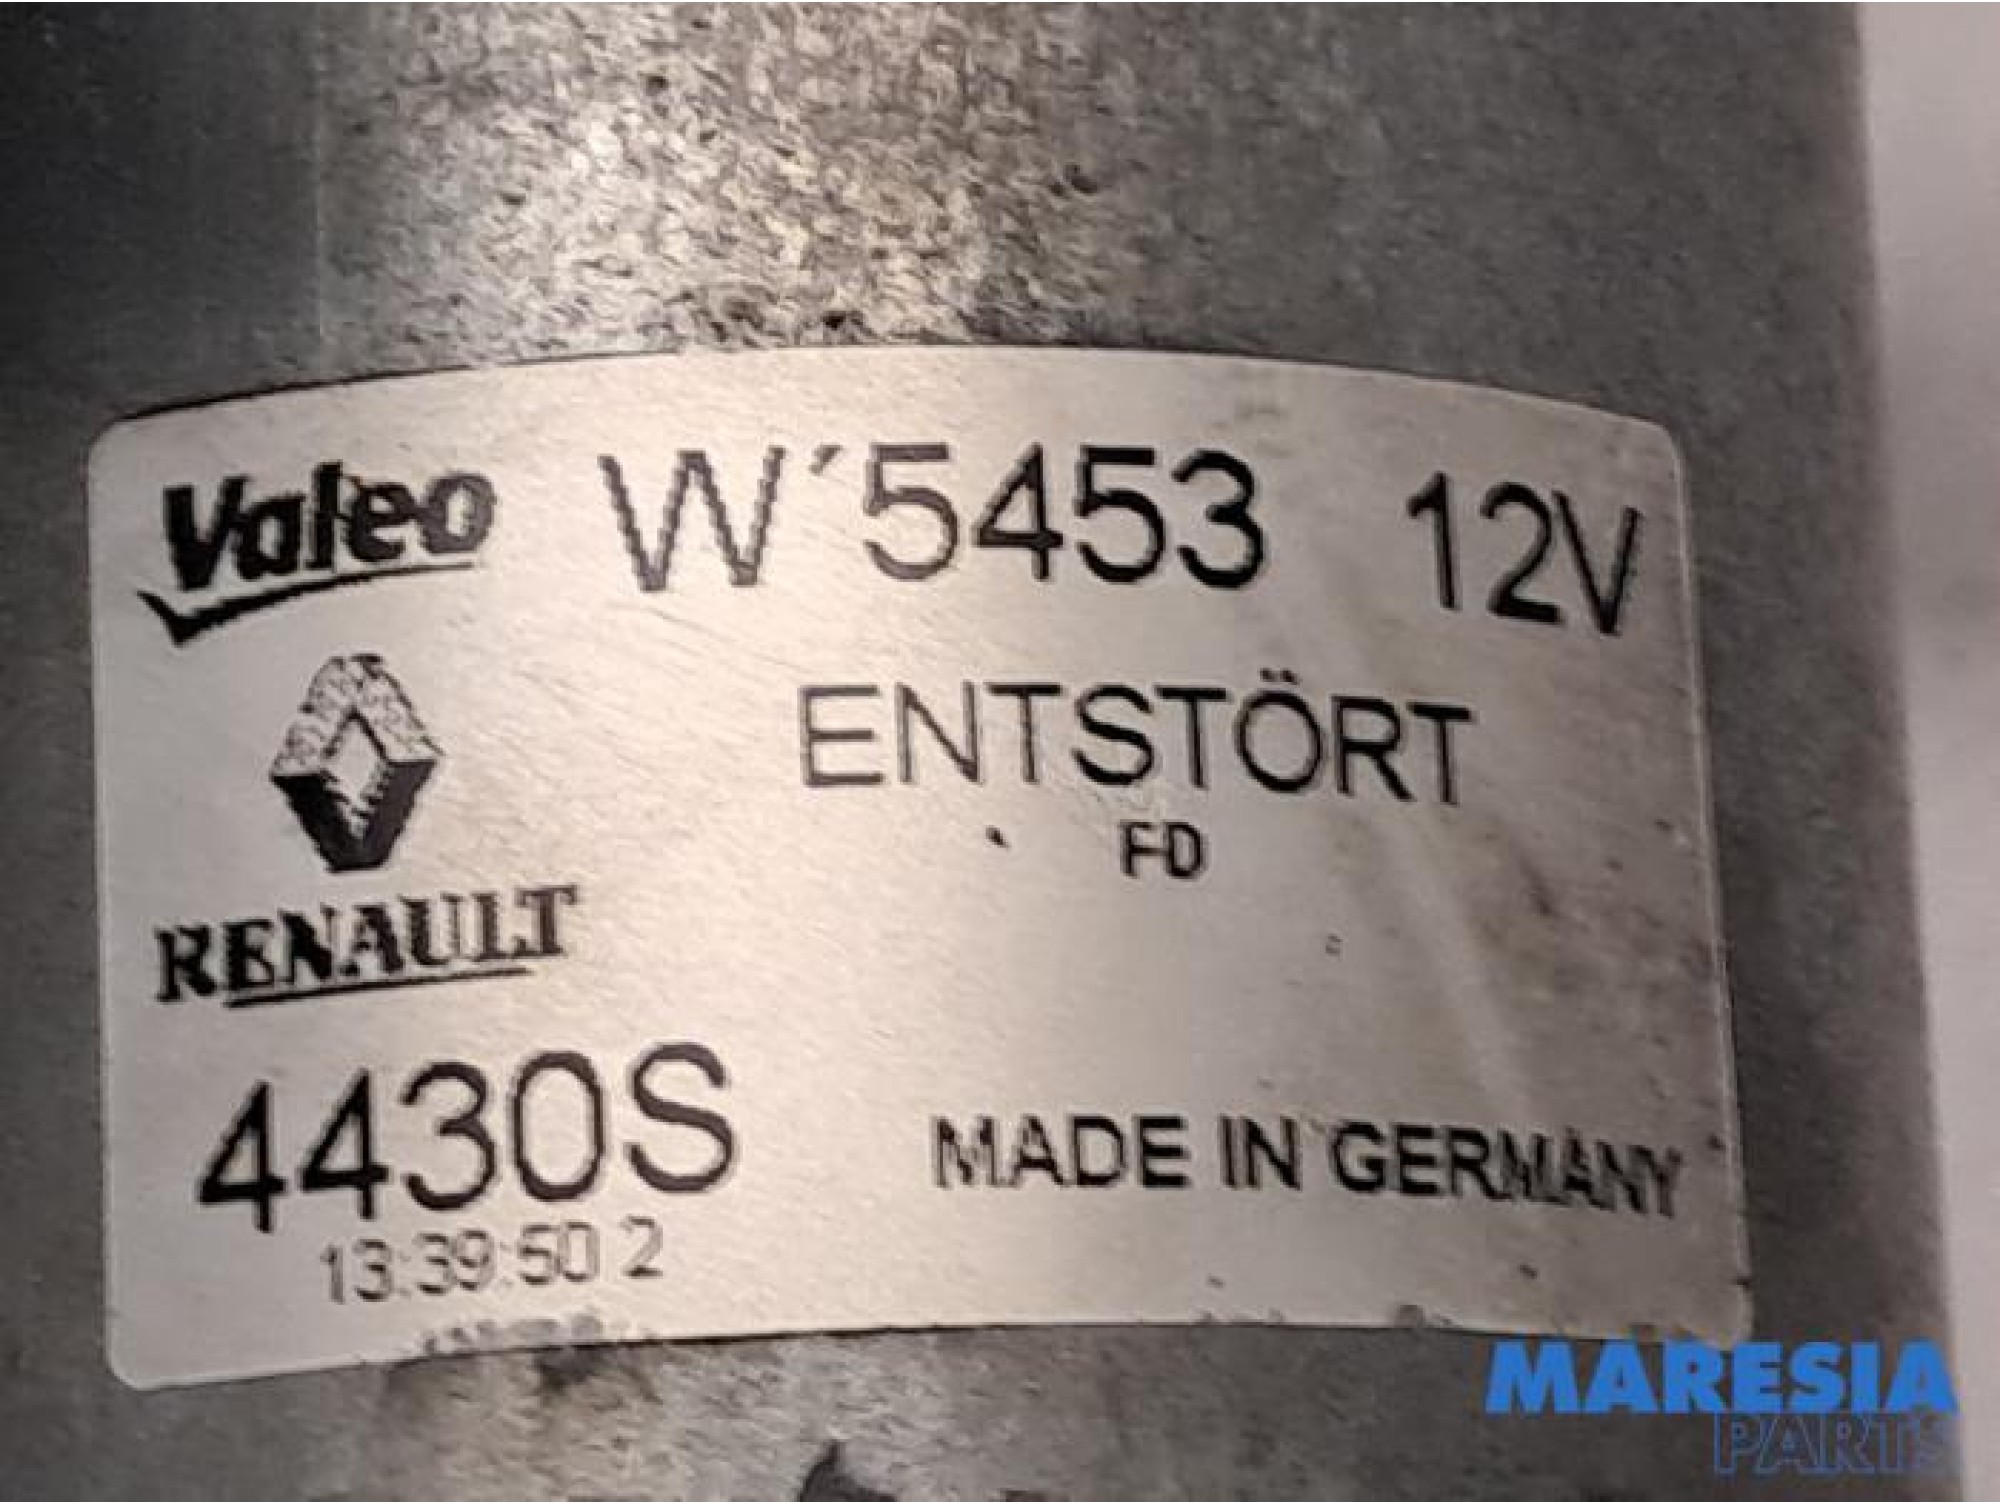 Valeo W´5453 12V
ENTSTÖRT
FD
RENAULT
4430S
13:39:50 2
MADE IN GERMANY
MARESIA
PARTS